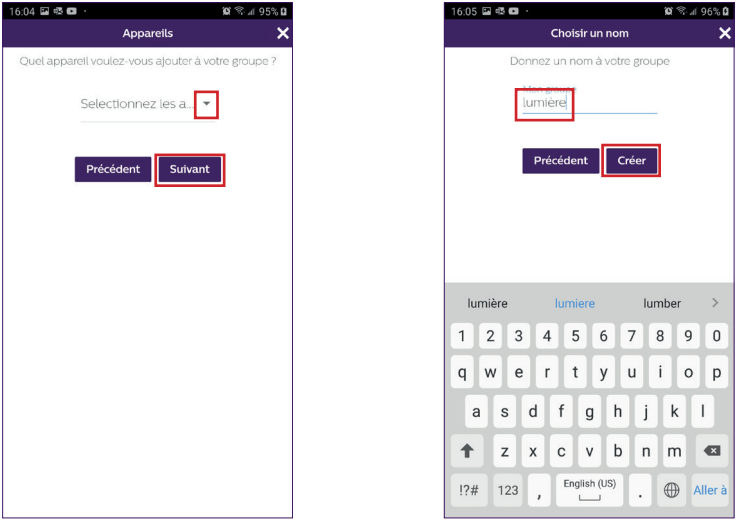 16:04
95%
Appareils
Quel appareil voulez-vous ajouter à votre groupe ?
Selectionnez les a...
Précédent
Suivant
16:05
96%
Choisir un nom
Donnez un nom à votre groupe
Mon groupe
lumière
Précédent
Créer
lumière lumiere lumber
1 2 3 4 5 6 7 8 9 0
q w e r t y u i o p
a s d f g h j k l
z x c v b n m
!?# 123 , English (US) . Aller à